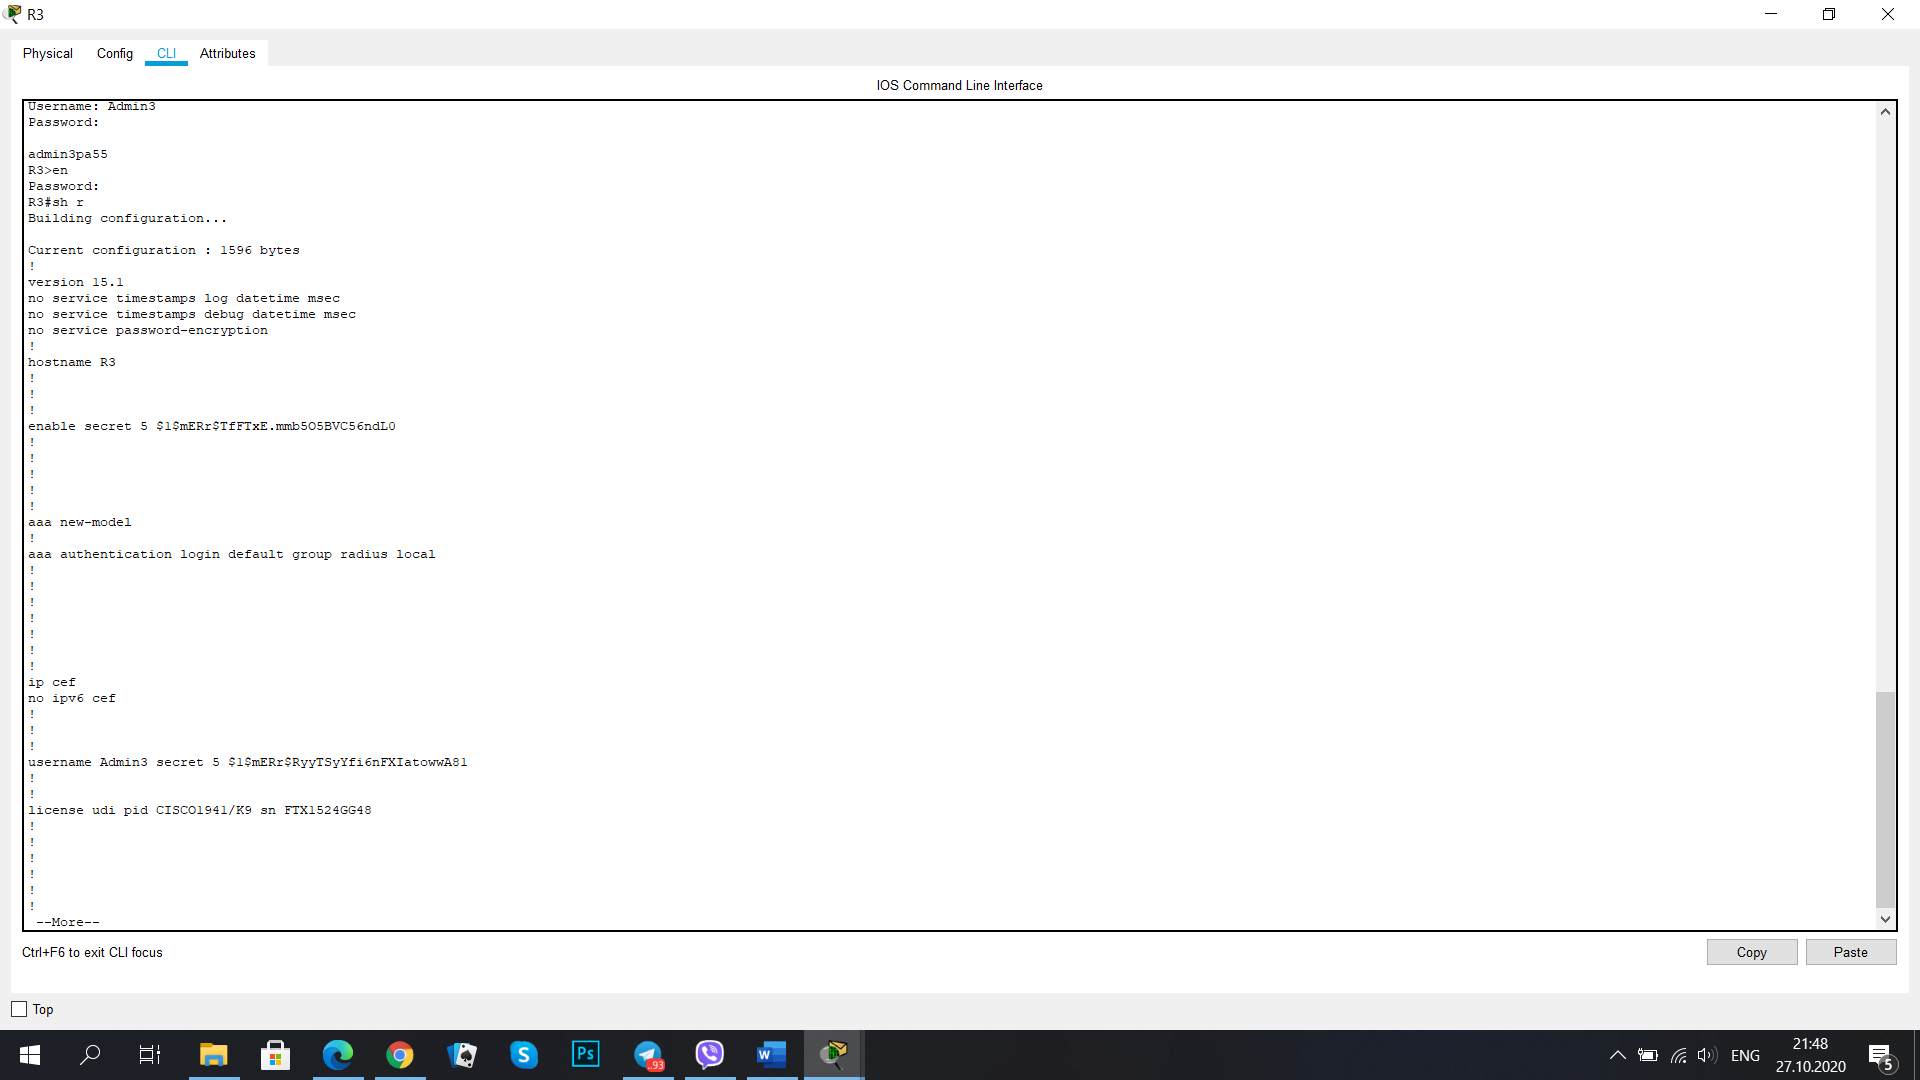 R3
Physical Config CLI Attributes
IOS Command Line Interface
Username: Admin3
Password:
admin3pa55
R3>en
Password:
R3#sh r
Building configuration...
Current configuration : 1596 bytes
!
version 15.1
no service timestamps log datetime msec
no service timestamps debug datetime msec
no service password-encryption
!
hostname R3
!
!
!
enable secret 5 $1$mERr$TfFTxE.mmb5O5BVC56ndL0
!
!
!
!
!
aaa new-model
!
aaa authentication login default group radius local
!
!
!
!
!
!
!
ip cef
no ipv6 cef
!
!
!
username Admin3 secret 5 $1$mERr$RyyTSyYfi6nFXIatowwA81
!
!
license udi pid CISCO1941/K9 sn FTX1524GG48
!
!
!
!
!
!
--More--
Ctrl+F6 to exit CLI focus
Copy Paste
Top
..93
ENG
21:48
27.10.2020
5